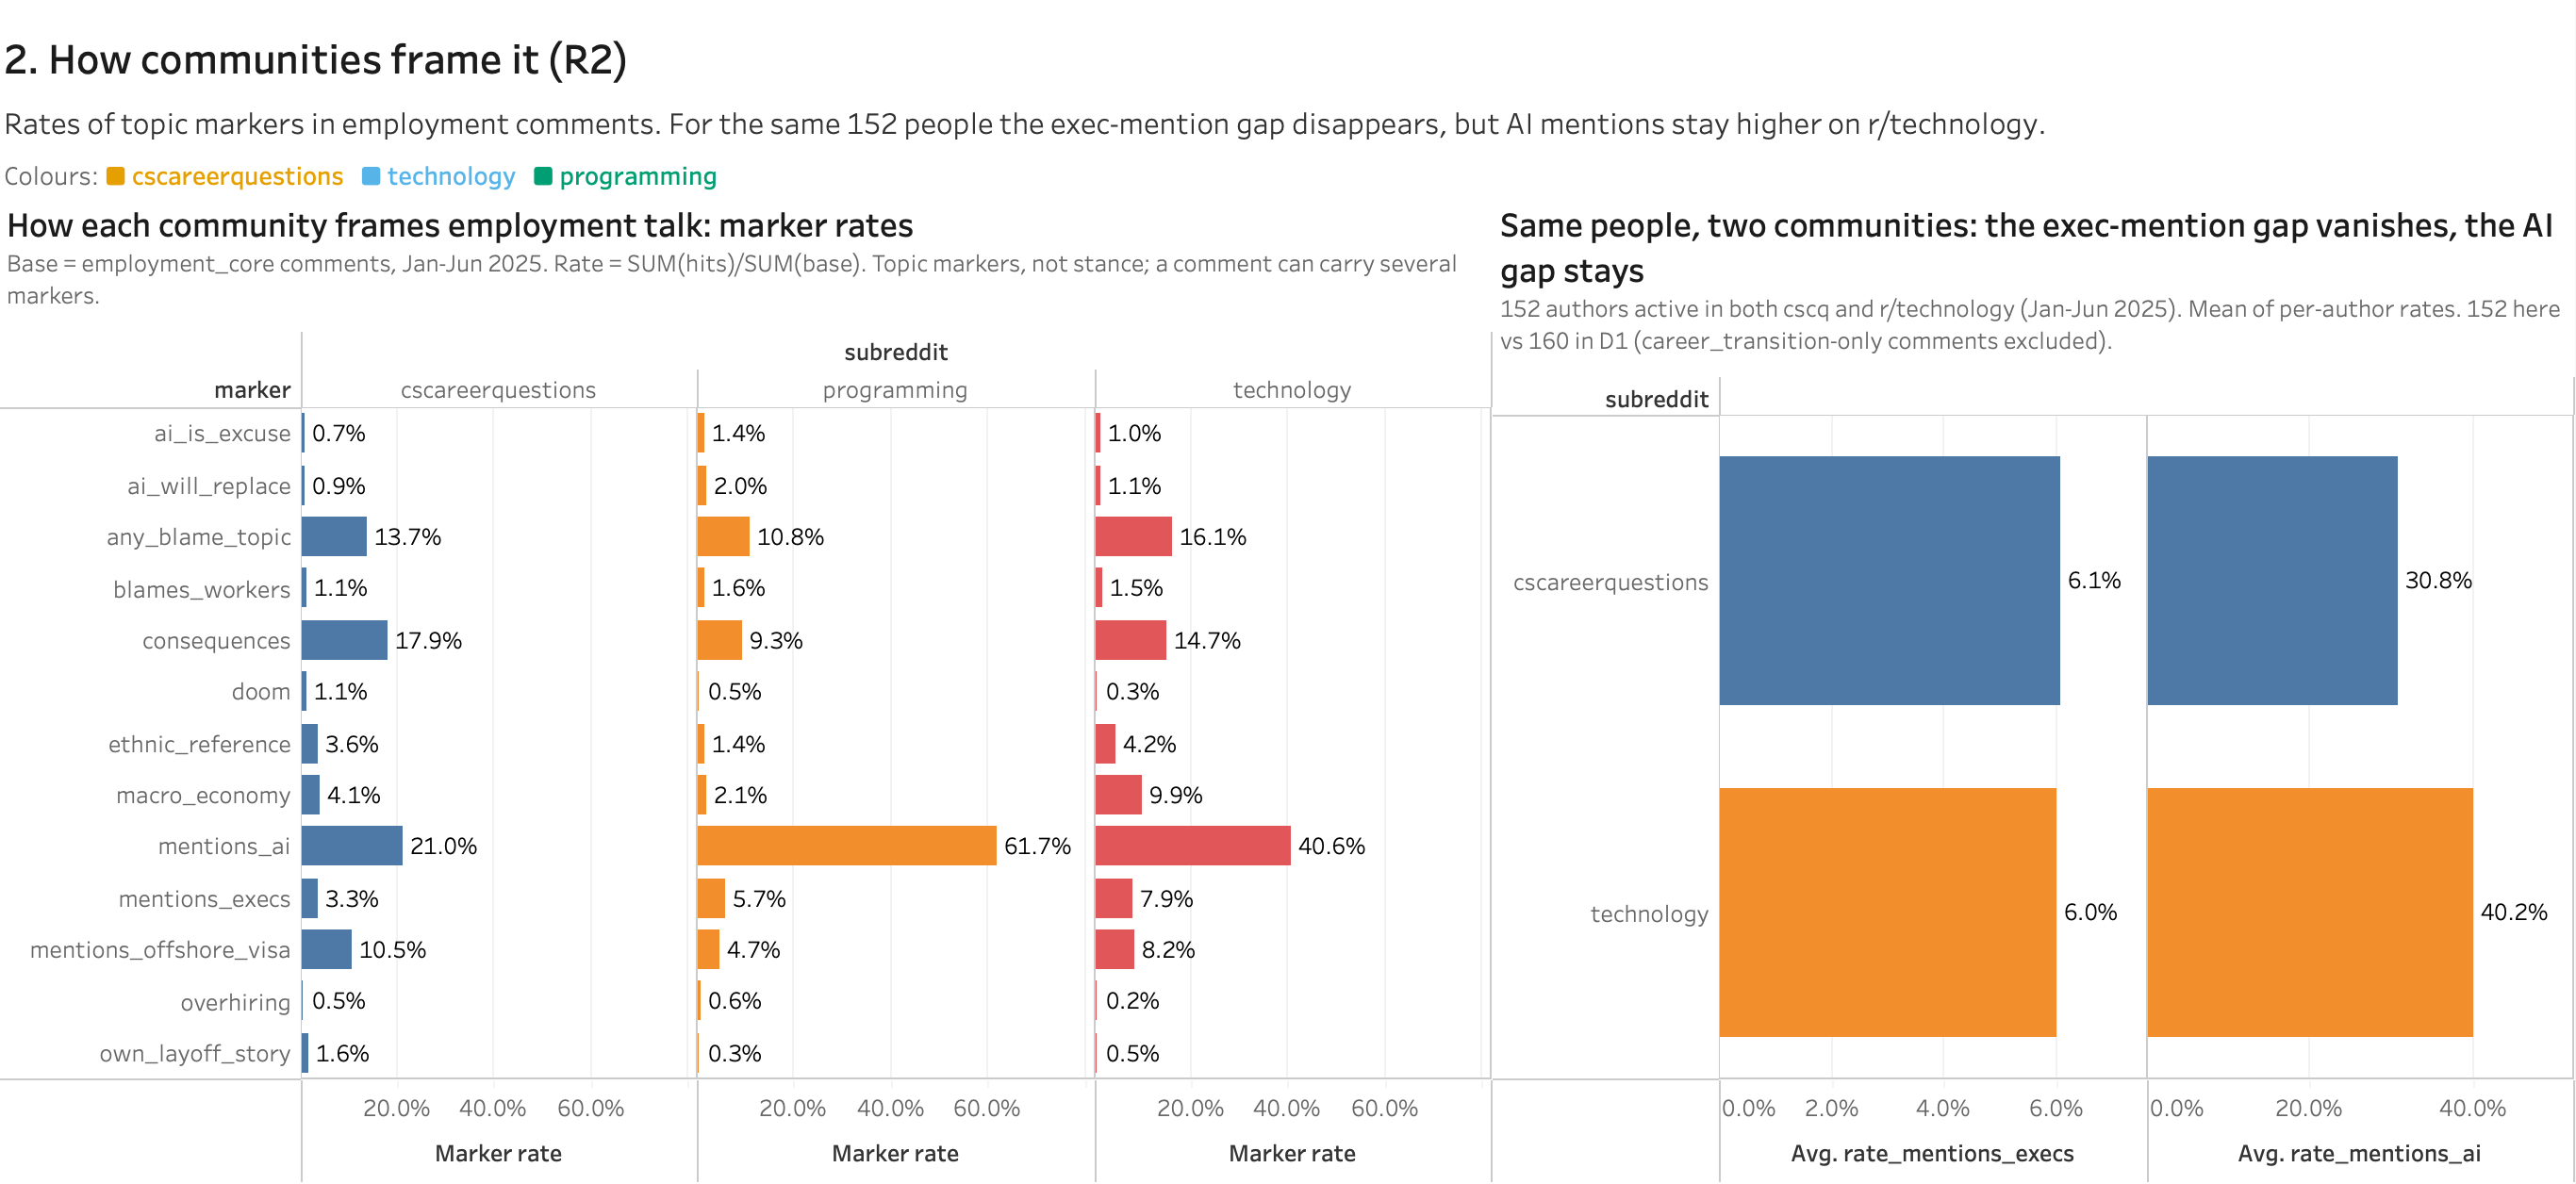 2. How communities frame it (R2)
Rates of topic markers in employment comments. For the same 152 people the exec-mention gap disappears, but AI mentions stay higher on r/technology.
Colours: cscareerquestions technology programming
How each community frames employment talk: marker rates
Base = employment_core comments, Jan-Jun 2025. Rate = SUM(hits)/SUM(base). Topic markers, not stance; a comment can carry several
markers.
subreddit
marker cscareerquestions programming technology
ai_is_excuse 0.7% 1.4% 1.0%
ai_will_replace 0.9% 2.0% 1.1%
any_blame_topic 13.7% 10.8% 16.1%
blames_workers 1.1% 1.6% 1.5%
consequences 17.9% 9.3% 14.7%
doom 1.1% 0.5% 0.3%
ethnic_reference 3.6% 1.4% 4.2%
macro_economy 4.1% 2.1% 9.9%
mentions_ai 21.0% 61.7% 40.6%
mentions_execs 3.3% 5.7% 7.9%
mentions_offshore_visa 10.5% 4.7% 8.2%
overhiring 0.5% 0.6% 0.2%
own_layoff_story 1.6% 0.3% 0.5%
20.0% 40.0% 60.0% 20.0% 40.0% 60.0% 20.0% 40.0% 60.0%
Marker rate Marker rate Marker rate
Same people, two communities: the exec-mention gap vanishes, the AI
gap stays
152 authors active in both cscq and r/technology (Jan-Jun 2025). Mean of per-author rates. 152 here
vs 160 in D1 (career_transition-only comments excluded).
subreddit
cscareerquestions 6.1% 30.8%
technology 6.0% 40.2%
0.0% 2.0% 4.0% 6.0% 0.0% 20.0% 40.0%
Avg. rate_mentions_execs Avg. rate_mentions_ai